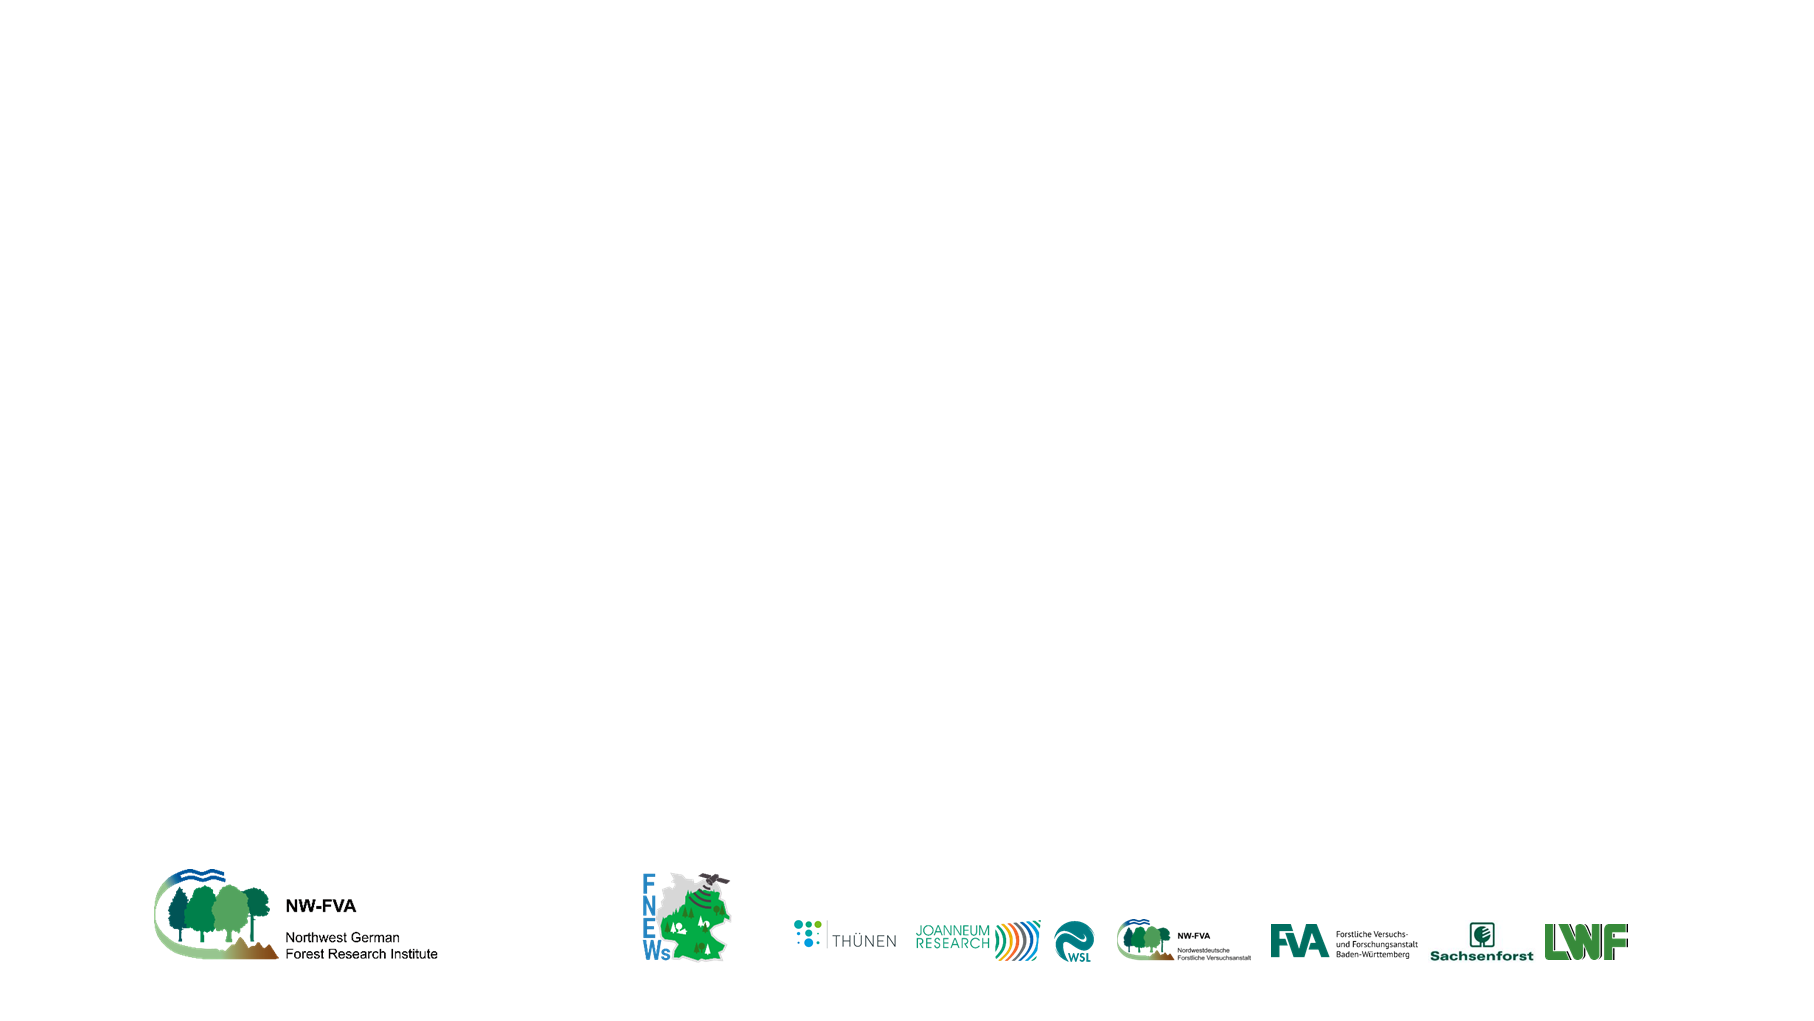 NW-FVA
Northwest German
Forest Research Institute
F
N
E
Ws
THÜNEN
JOANNEUM
RESEARCH
WSL
NW-FVA
Nordwestdeutsche
Forstliche Versuchsanstalt
FVA
Forstliche Versuchs-
und Forschungsanstalt
Baden-Württemberg
Sachsenforst
LWF